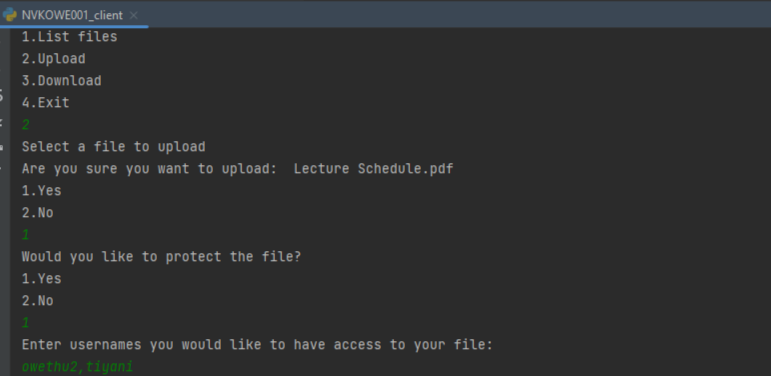 NVKOWE001_client
1.List files
2.Upload
3.Download
4.Exit
2
Select a file to upload
Are you sure you want to upload:  Lecture Schedule.pdf
1.Yes
2.No
1
Would you like to protect the file?
1.Yes
2.No
1
Enter usernames you would like to have access to your file:
owethu2,tiyani